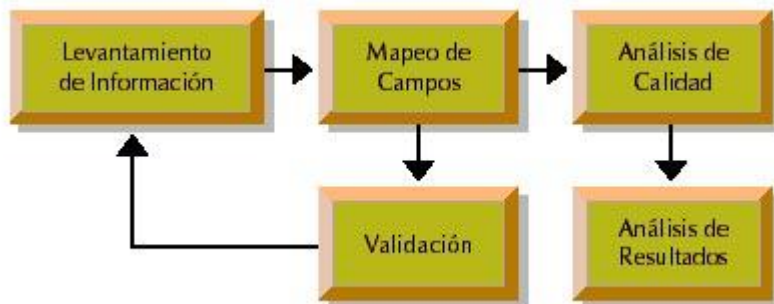 Levantamiento
de Información
Mapeo de
Campos
Análisis de
Calidad
Validación
Análisis de
Resultados